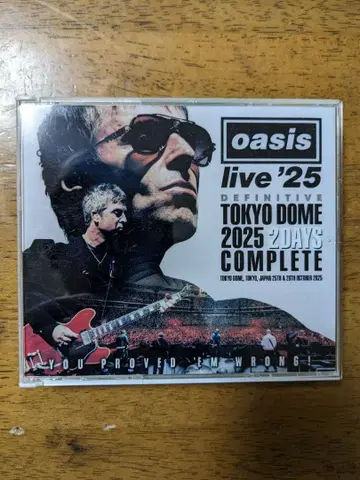 oasis
live '25
DEFINITIVE
TOKYO DOME
2025 2DAYS
COMPLETE
TOKYO DOME, TOKYO, JAPAN 25TH & 26TH OCTOBER 2025
YOU PROVED 'EM WRONG!